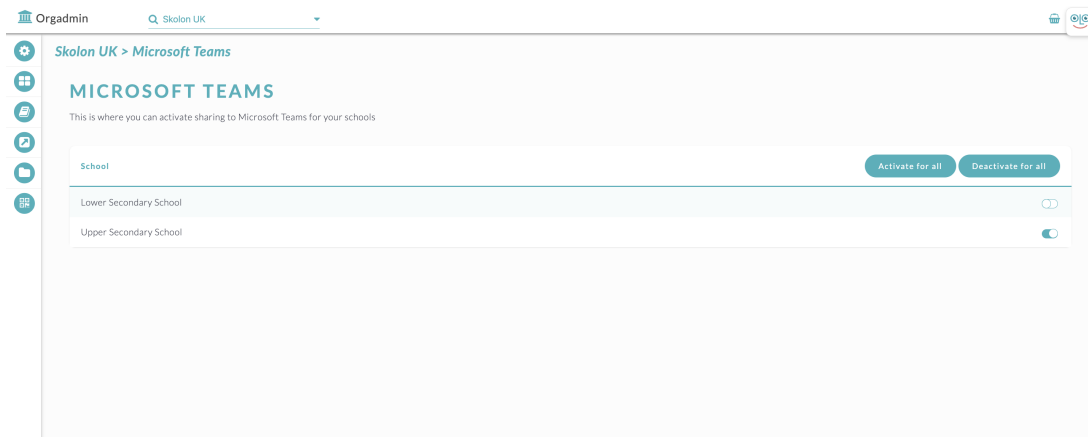 Orgadmin
Skolon UK
Skolon UK > Microsoft Teams
MICROSOFT TEAMS
This is where you can activate sharing to Microsoft Teams for your schools
School Activate for all Deactivate for all
Lower Secondary School
Upper Secondary School